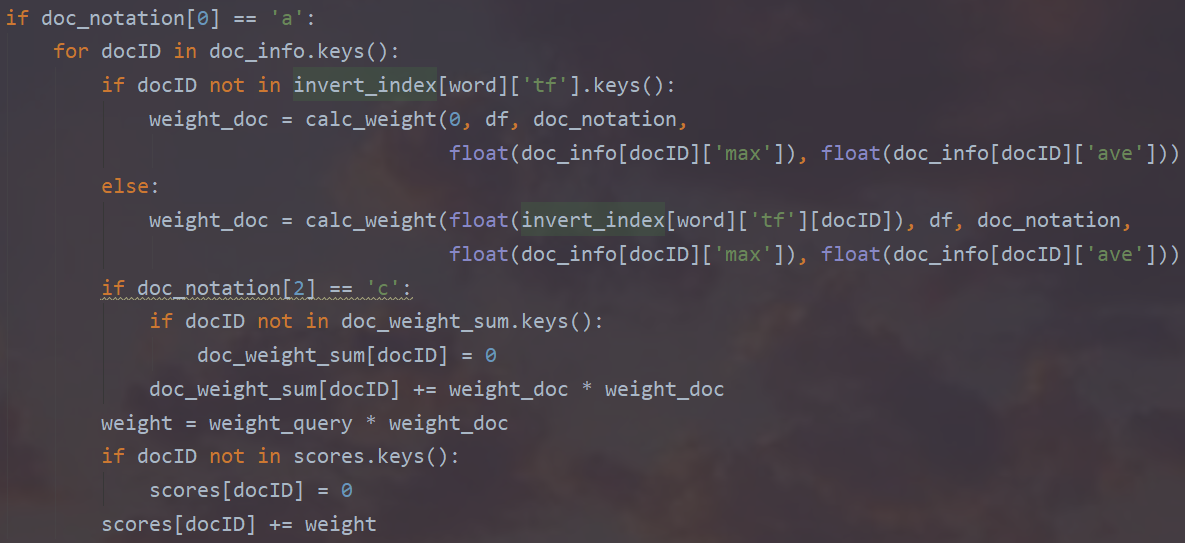 if doc_notation[0] == 'a':
    for docID in doc_info.keys():
        if docID not in invert_index[word]['tf'].keys():
            weight_doc = calc_weight(0, df, doc_notation,
                                     float(doc_info[docID]['max']), float(doc_info[docID]['ave']))
        else:
            weight_doc = calc_weight(float(invert_index[word]['tf'][docID]), df, doc_notation,
                                     float(doc_info[docID]['max']), float(doc_info[docID]['ave']))
        if doc_notation[2] == 'c':
            if docID not in doc_weight_sum.keys():
                doc_weight_sum[docID] = 0
            doc_weight_sum[docID] += weight_doc * weight_doc
        weight = weight_query * weight_doc
        if docID not in scores.keys():
            scores[docID] = 0
        scores[docID] += weight